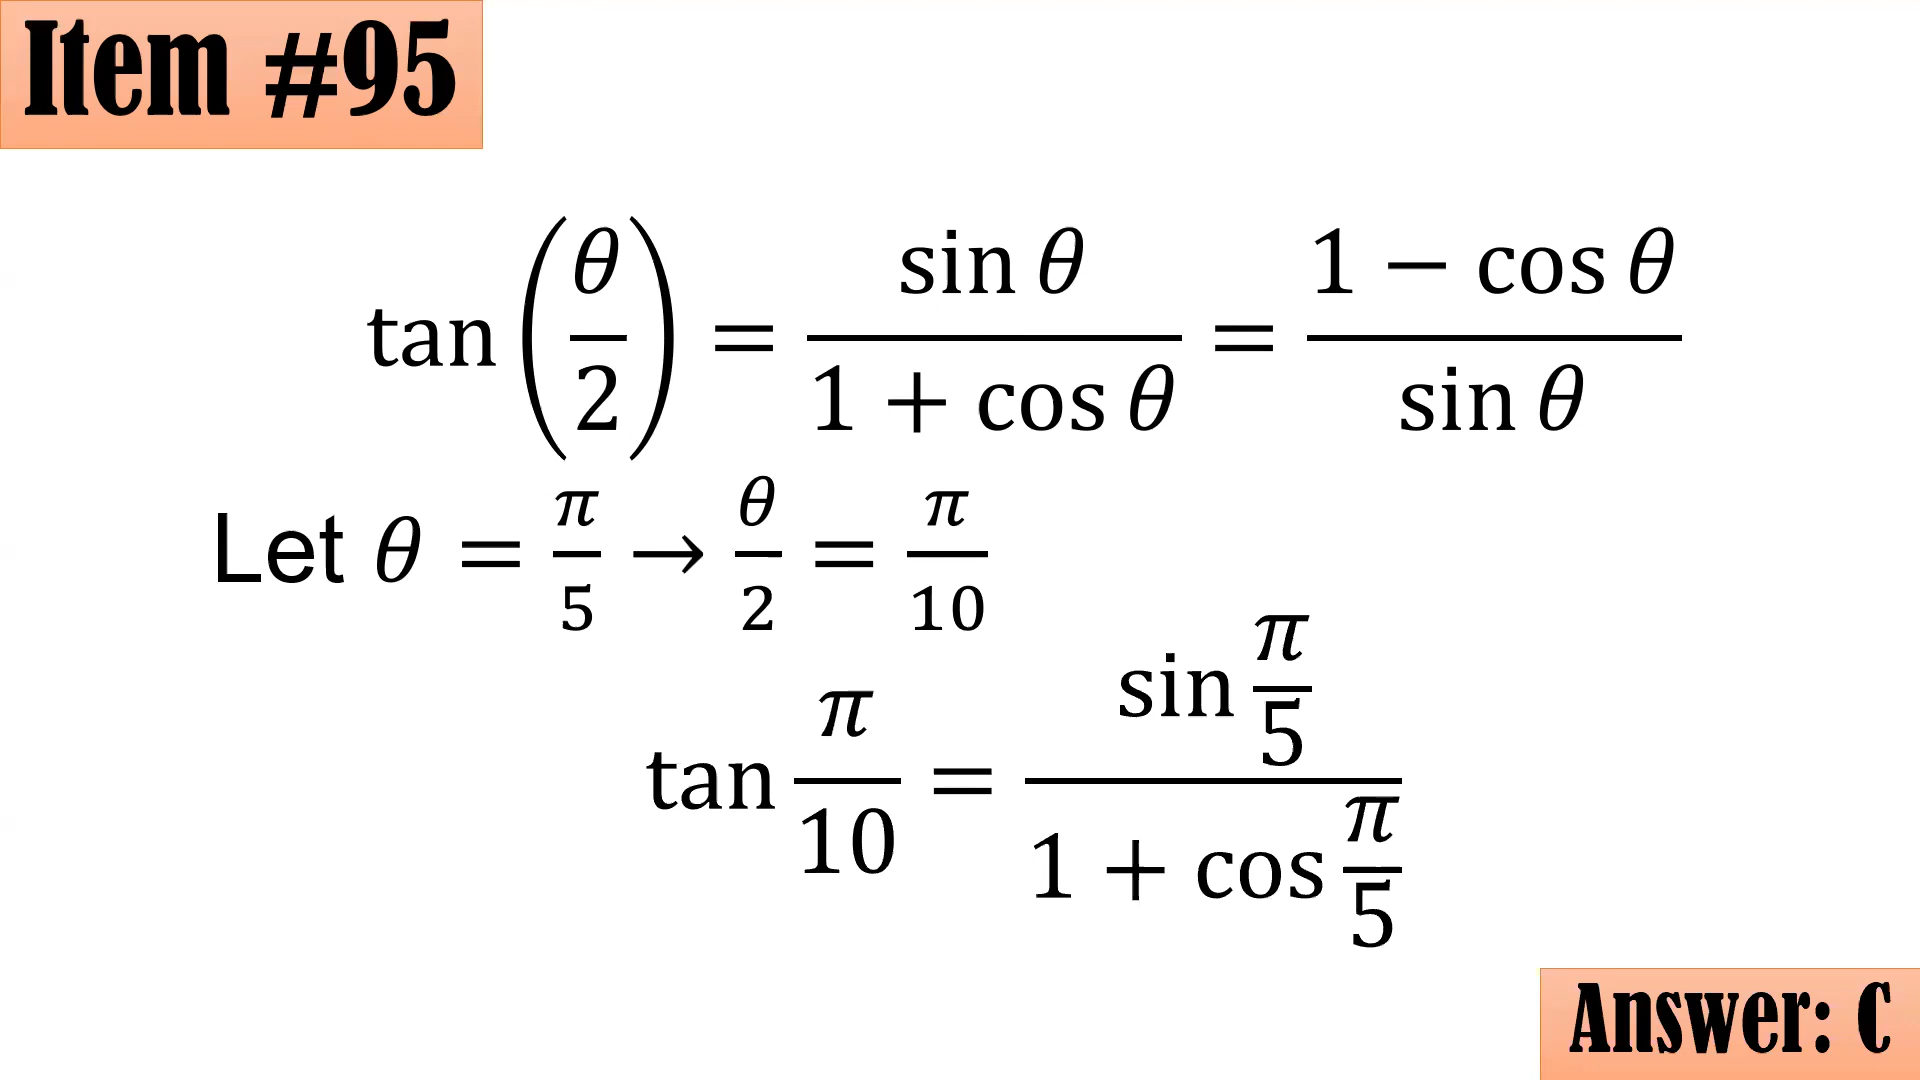 Item #95
tan(θ/2) = sin θ / (1 + cos θ) = (1 − cos θ) / sin θ
Let θ = π/5 → θ/2 = π/10
tan π/10 = sin π/5 / (1 + cos π/5)
Answer: C